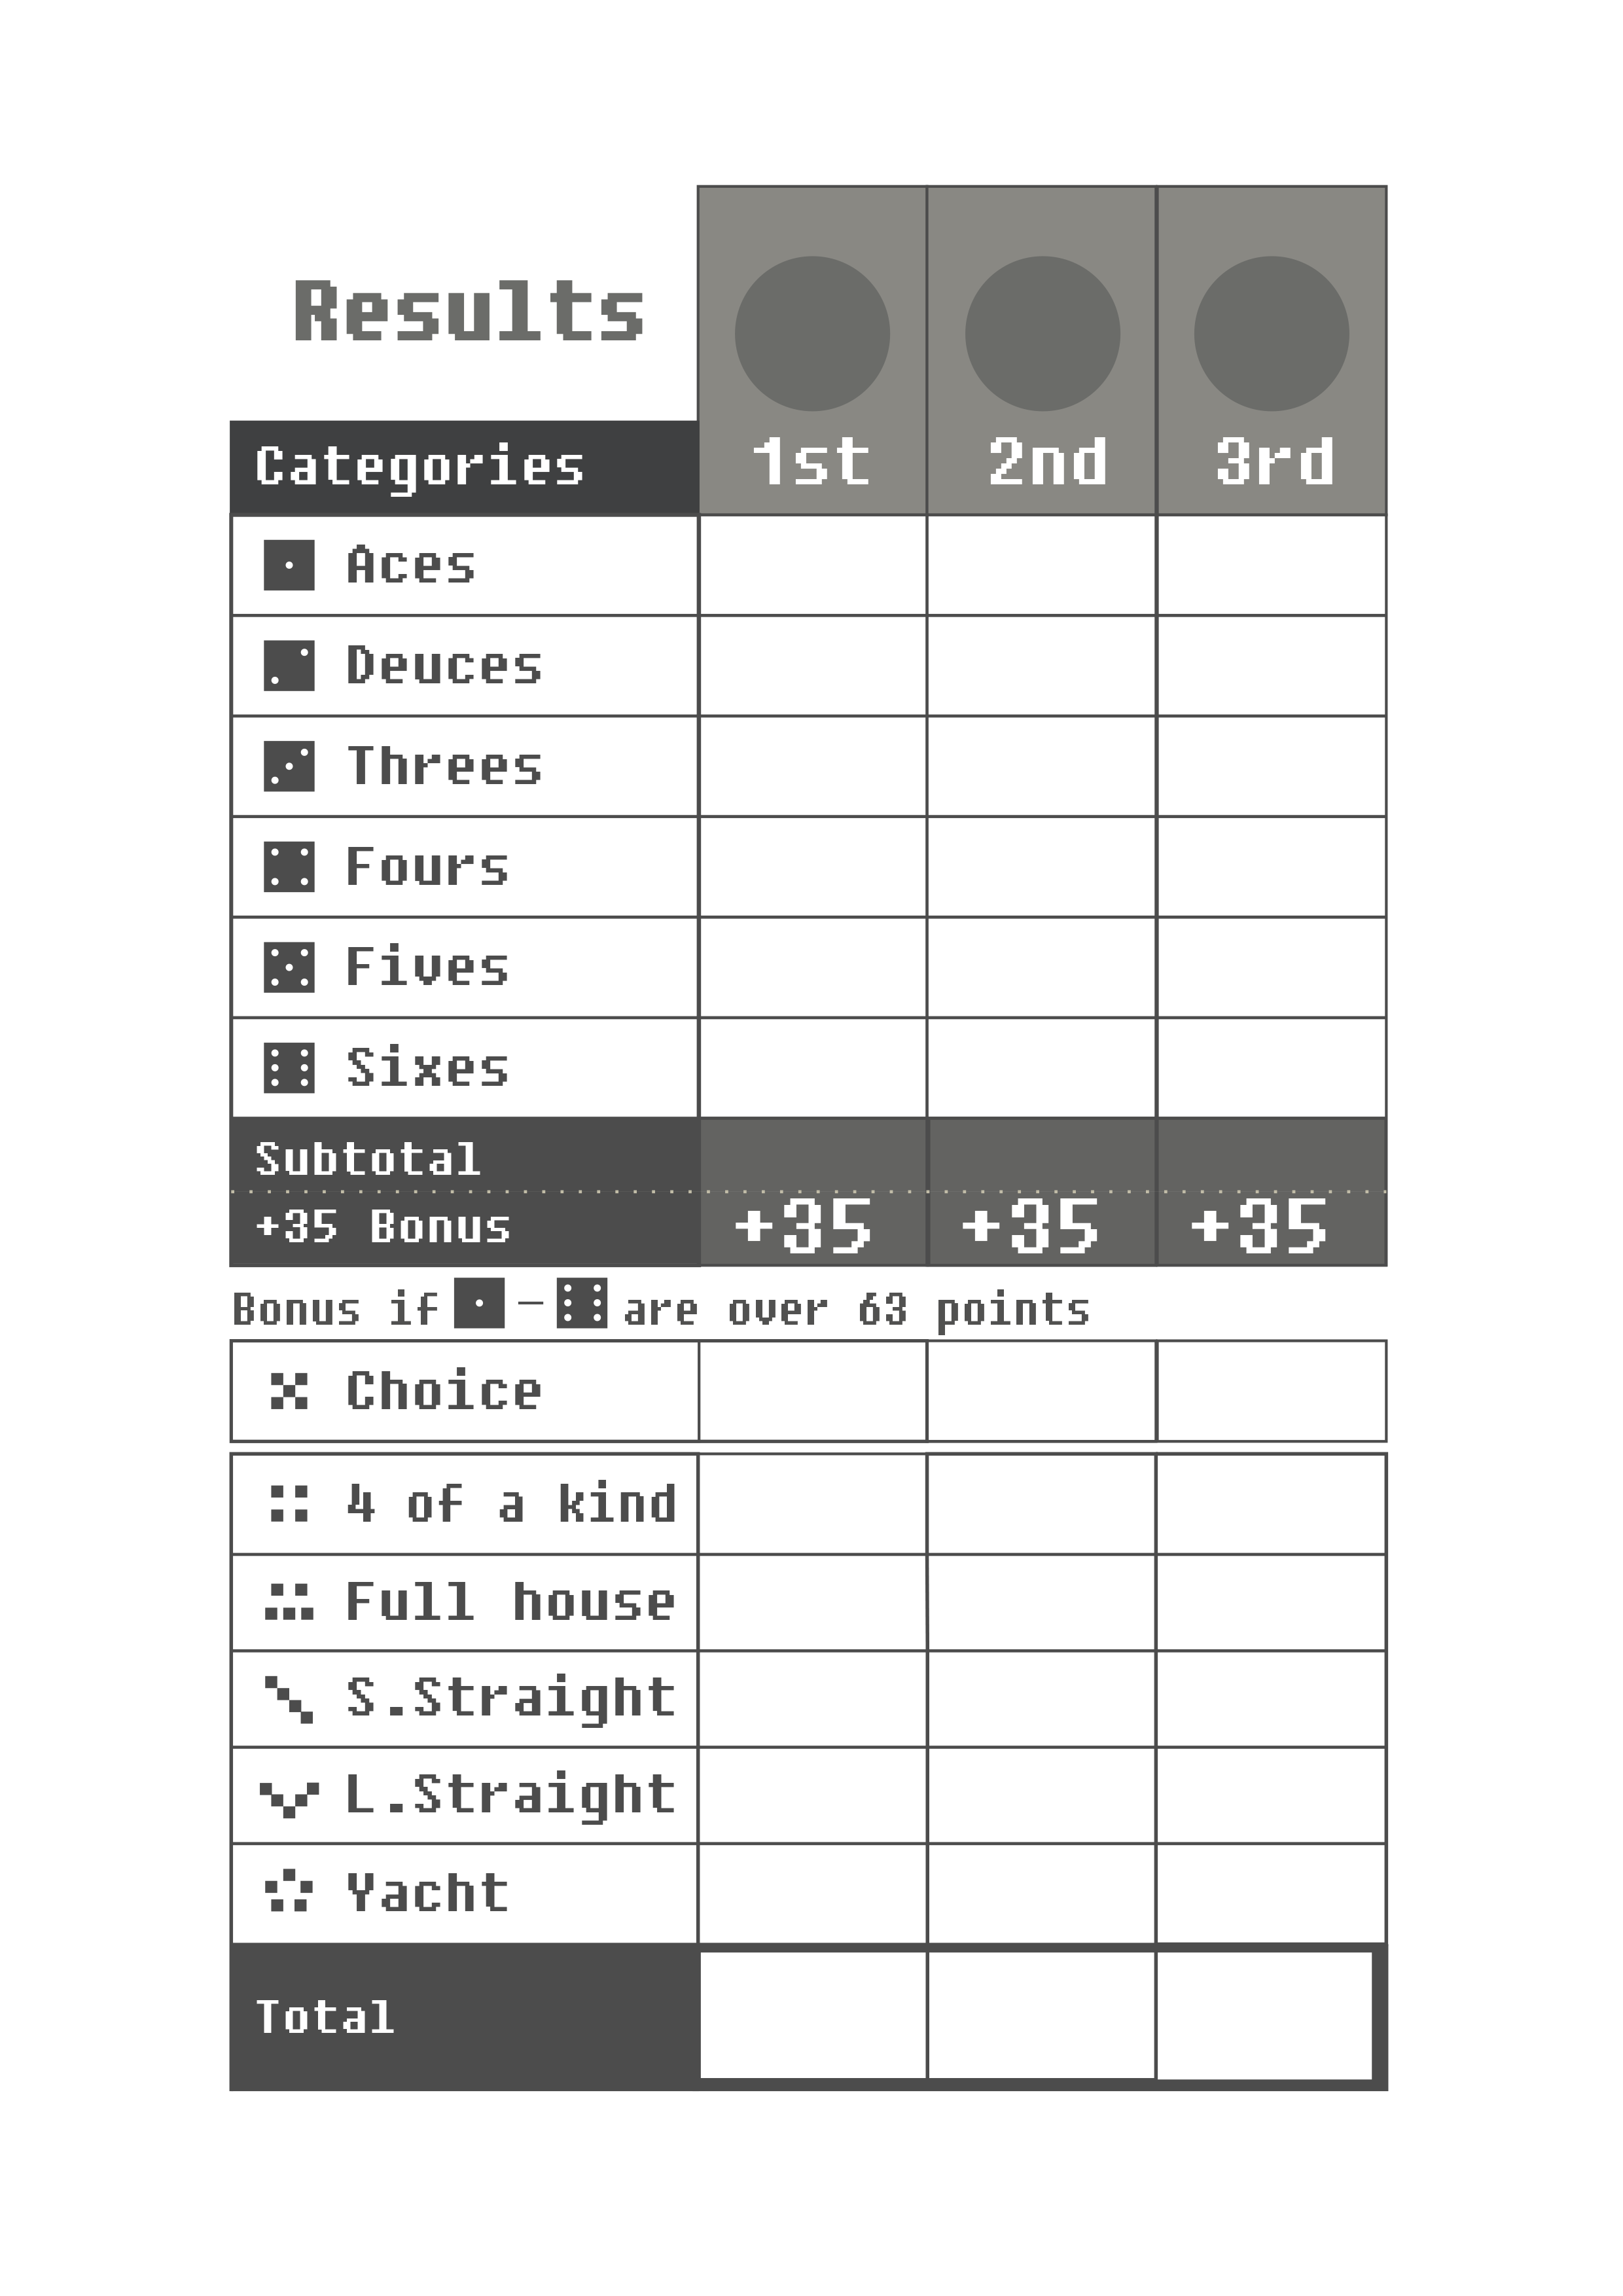 Results
Categories 1st 2nd 3rd
Aces
Deuces
Threes
Fours
Fives
Sixes
Subtotal
+35 Bonus +35 +35 +35
Bonus if – are over 63 points
Choice
4 of a kind
Full house
S.Straight
L.Straight
Yacht
Total